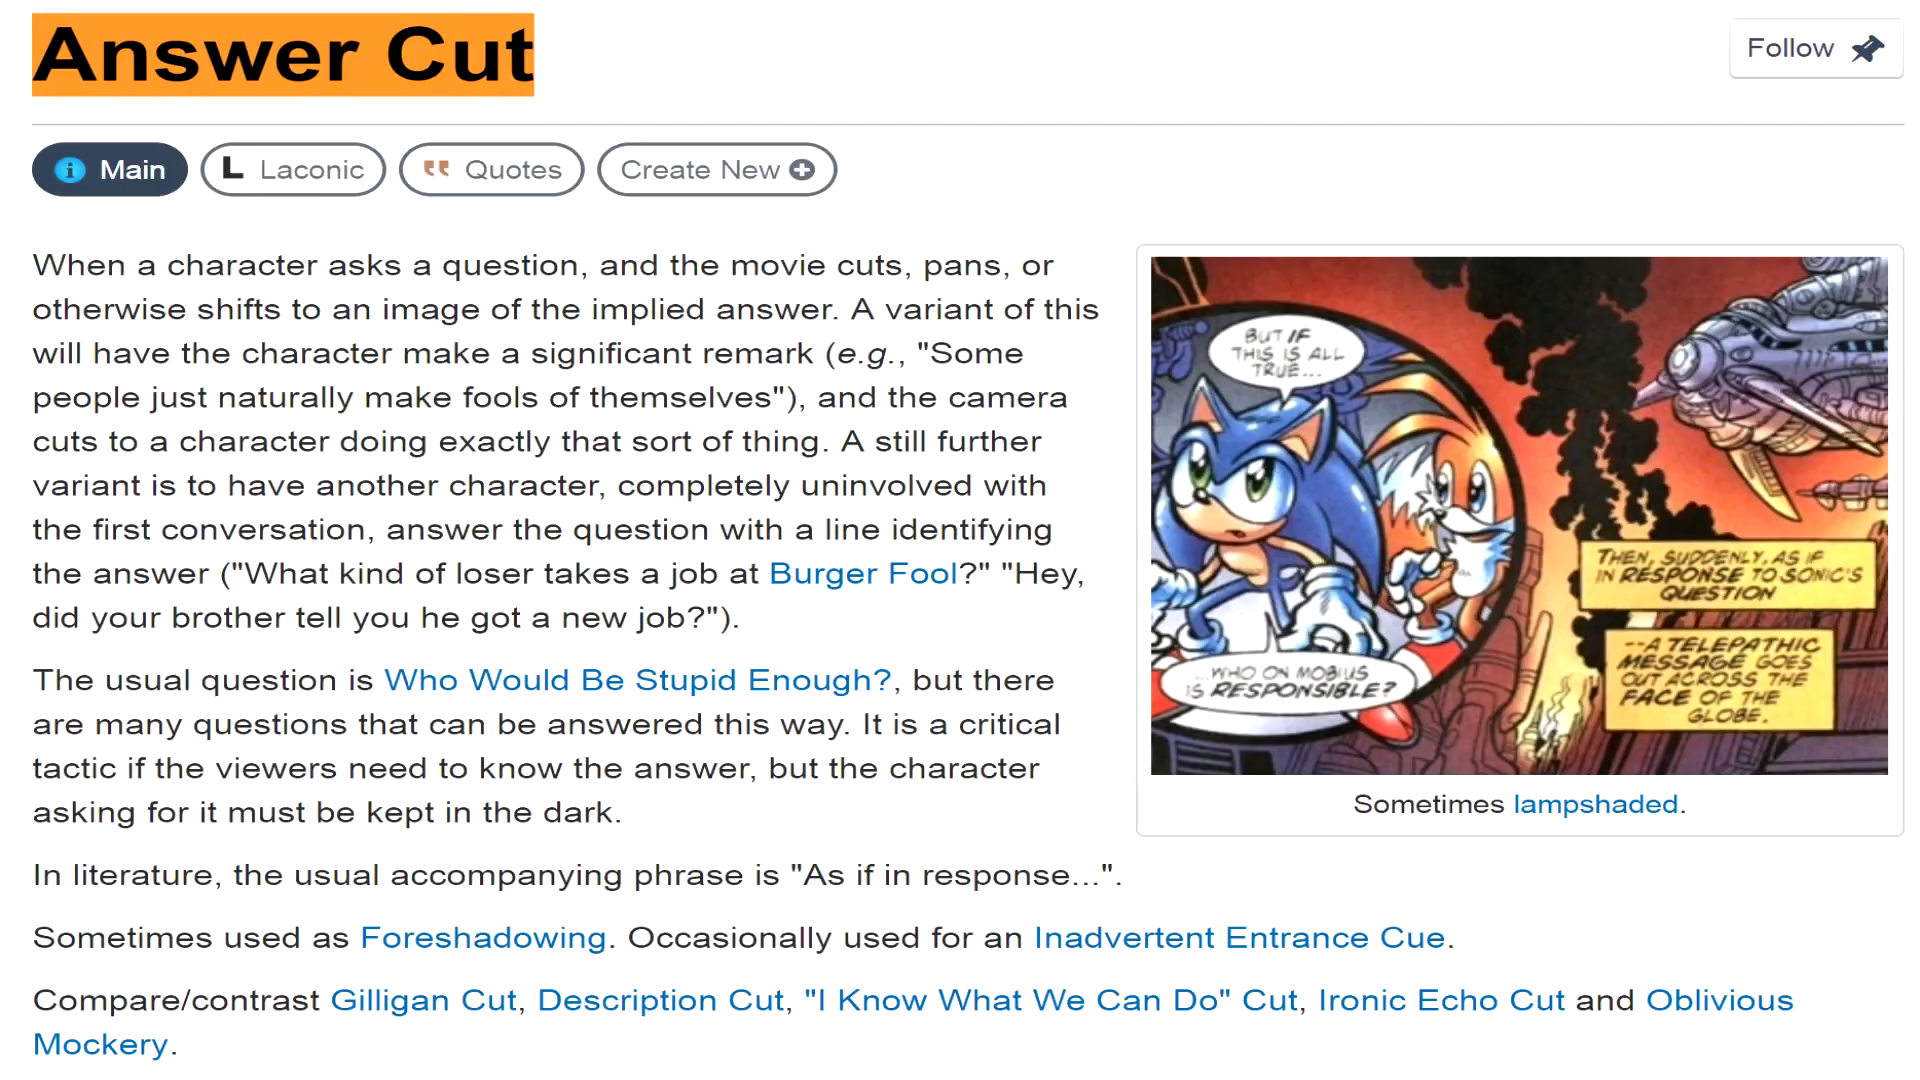 Answer Cut
Follow
Main
Laconic
Quotes
Create New
When a character asks a question, and the movie cuts, pans, or
otherwise shifts to an image of the implied answer. A variant of this
will have the character make a significant remark (e.g., "Some
people just naturally make fools of themselves"), and the camera
cuts to a character doing exactly that sort of thing. A still further
variant is to have another character, completely uninvolved with
the first conversation, answer the question with a line identifying
the answer ("What kind of loser takes a job at Burger Fool?" "Hey,
did your brother tell you he got a new job?").
The usual question is Who Would Be Stupid Enough?, but there
are many questions that can be answered this way. It is a critical
tactic if the viewers need to know the answer, but the character
asking for it must be kept in the dark.
BUT IF
THIS IS ALL
TRUE...
...WHO ON MOBIUS
IS RESPONSIBLE?
THEN, SUDDENLY, AS IF
IN RESPONSE TO SONIC'S
QUESTION
--A TELEPATHIC
MESSAGE GOES
OUT ACROSS THE
FACE OF THE
GLOBE.
Sometimes lampshaded.
In literature, the usual accompanying phrase is "As if in response...".
Sometimes used as Foreshadowing. Occasionally used for an Inadvertent Entrance Cue.
Compare/contrast Gilligan Cut, Description Cut, "I Know What We Can Do" Cut, Ironic Echo Cut and Oblivious
Mockery.